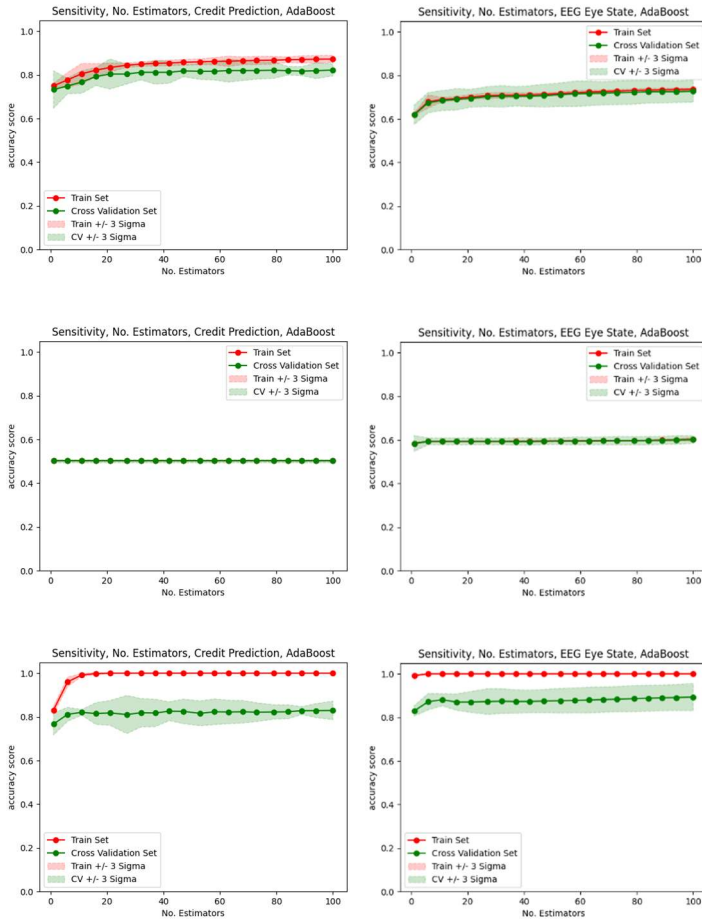 Sensitivity, No. Estimators, Credit Prediction, AdaBoost
1.0
0.8
0.6
0.4
0.2
0.0
accuracy score
Train Set
Cross Validation Set
Train +/- 3 Sigma
CV +/- 3 Sigma
0 20 40 60 80 100
No. Estimators
Sensitivity, No. Estimators, EEG Eye State, AdaBoost
1.0
0.8
0.6
0.4
0.2
0.0
accuracy score
Train Set
Cross Validation Set
Train +/- 3 Sigma
CV +/- 3 Sigma
0 20 40 60 80 100
No. Estimators
Sensitivity, No. Estimators, Credit Prediction, AdaBoost
1.0
0.8
0.6
0.4
0.2
0.0
accuracy score
Train Set
Cross Validation Set
Train +/- 3 Sigma
CV +/- 3 Sigma
0 20 40 60 80 100
No. Estimators
Sensitivity, No. Estimators, EEG Eye State, AdaBoost
1.0
0.8
0.6
0.4
0.2
0.0
accuracy score
Train Set
Cross Validation Set
Train +/- 3 Sigma
CV +/- 3 Sigma
0 20 40 60 80 100
No. Estimators
Sensitivity, No. Estimators, Credit Prediction, AdaBoost
1.0
0.8
0.6
0.4
0.2
0.0
accuracy score
Train Set
Cross Validation Set
Train +/- 3 Sigma
CV +/- 3 Sigma
0 20 40 60 80 100
No. Estimators
Sensitivity, No. Estimators, EEG Eye State, AdaBoost
1.0
0.8
0.6
0.4
0.2
0.0
accuracy score
Train Set
Cross Validation Set
Train +/- 3 Sigma
CV +/- 3 Sigma
0 20 40 60 80 100
No. Estimators